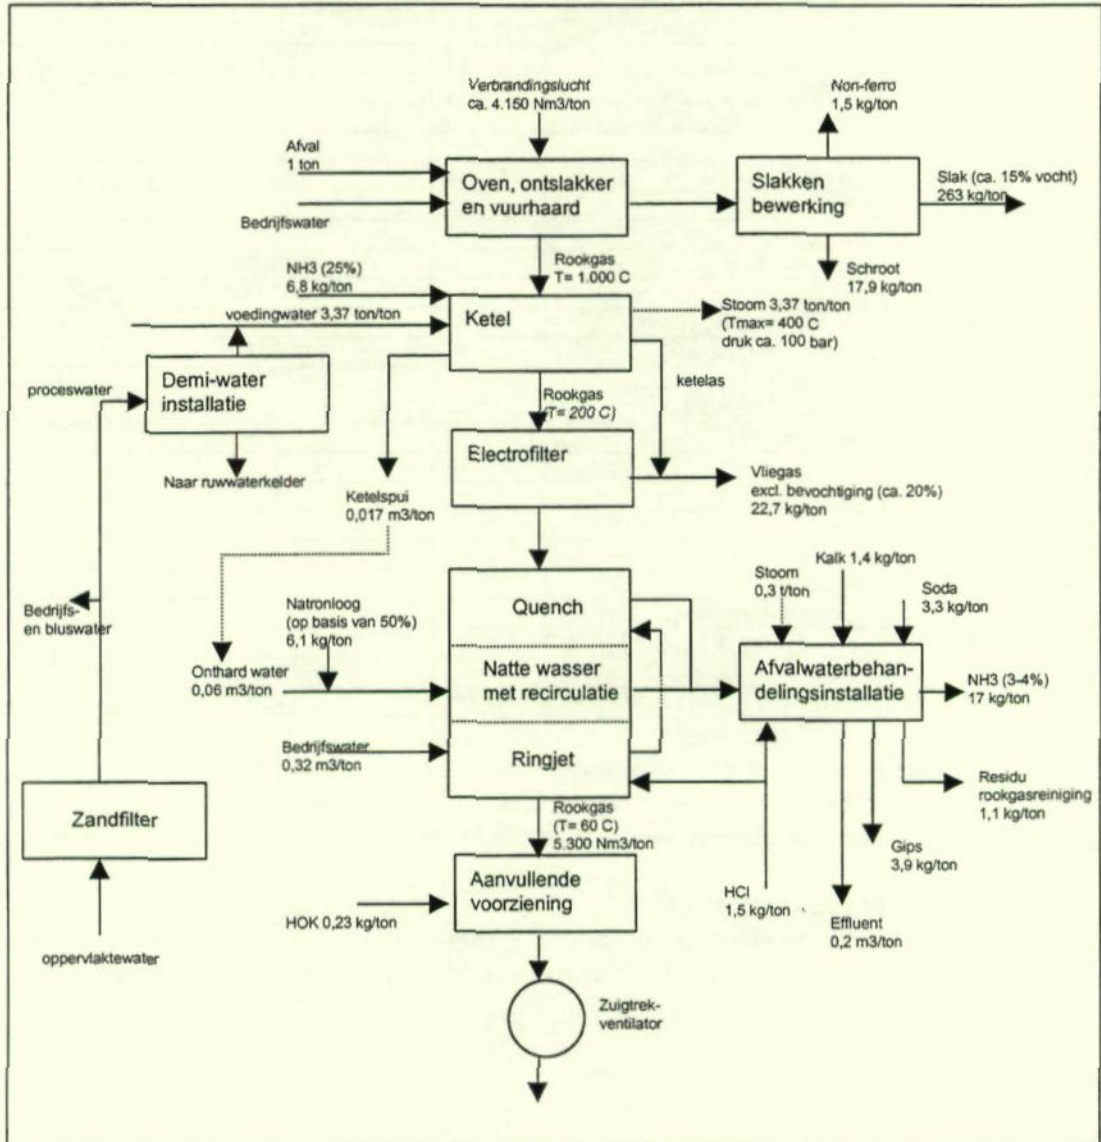 Verbrandingslucht
ca. 4.150 Nm3/ton
Non-ferro
1,5 kg/ton
Afval
1 ton
Oven, ontslakker
en vuurhaard
Slakken
bewerking
Slak (ca. 15% vocht)
263 kg/ton
Bedrijfswater
Rookgas
T= 1.000 C
Schroot
17,9 kg/ton
NH3 (25%)
6,8 kg/ton
voedingwater 3,37 ton/ton
Ketel
Stoom 3,37 ton/ton
(Tmax= 400 C
druk ca. 100 bar)
proceswater
Demi-water
installatie
ketelas
Rookgas
(T= 200 C)
Electrofilter
Naar ruwwaterkelder
Ketelspui
0,017 m3/ton
Vliegas
excl. bevochtiging (ca. 20%)
22,7 kg/ton
Kalk 1,4 kg/ton
Stoom
0,3 t/ton
Soda
3,3 kg/ton
Bedrijfs-
en bluswater
Natronloog
(op basis van 50%)
6,1 kg/ton
Quench
Onthard water
0,06 m3/ton
Natte wasser
met recirculatie
Afvalwaterbehan-
delingsinstallatie
NH3 (3-4%)
17 kg/ton
Bedrijfswater
0,32 m3/ton
Ringjet
Zandfilter
Rookgas
(T= 60 C)
5.300 Nm3/ton
Residu
rookgasreiniging
1,1 kg/ton
Gips
3,9 kg/ton
Aanvullende
voorziening
HOK 0,23 kg/ton
HCl
1,5 kg/ton
Effluent
0,2 m3/ton
oppervlaktewater
Zuigtrek-
ventilator